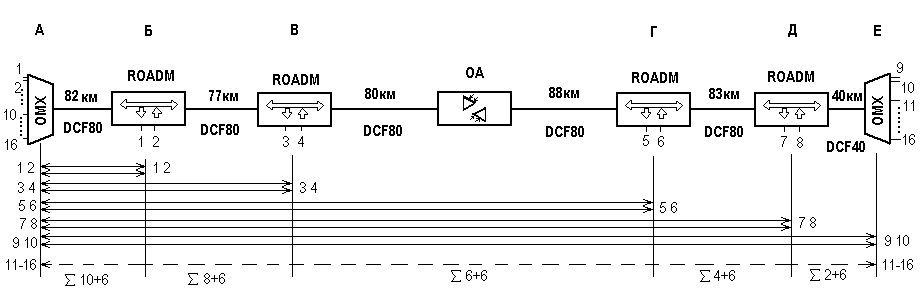 А Б В Г Д Е
ROADM ROADM ОА ROADM ROADM
1 2 10 16
OMX
82 км 77км 80км 88км 83км 40км
OMX
9 10 11 16
DCF80 DCF80 DCF80 DCF80 DCF80 DCF40
1 2 3 4 5 6 7 8
1 2 1 2
3 4 3 4
5 6 5 6
7 8 7 8
9 10 9 10
11-16 11-16
∑ 10+6 ∑ 8+6 ∑ 6+6 ∑ 4+6 ∑ 2+6